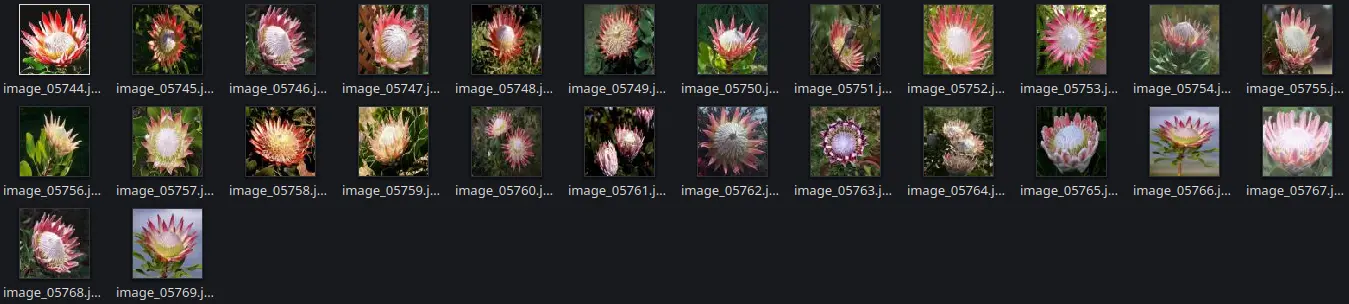 image_05744.j... image_05745.j... image_05746.j... image_05747.j... image_05748.j... image_05749.j... image_05750.j... image_05751.j... image_05752.j... image_05753.j... image_05754.j... image_05755.j...
image_05756.j... image_05757.j... image_05758.j... image_05759.j... image_05760.j... image_05761.j... image_05762.j... image_05763.j... image_05764.j... image_05765.j... image_05766.j... image_05767.j...
image_05768.j... image_05769.j...